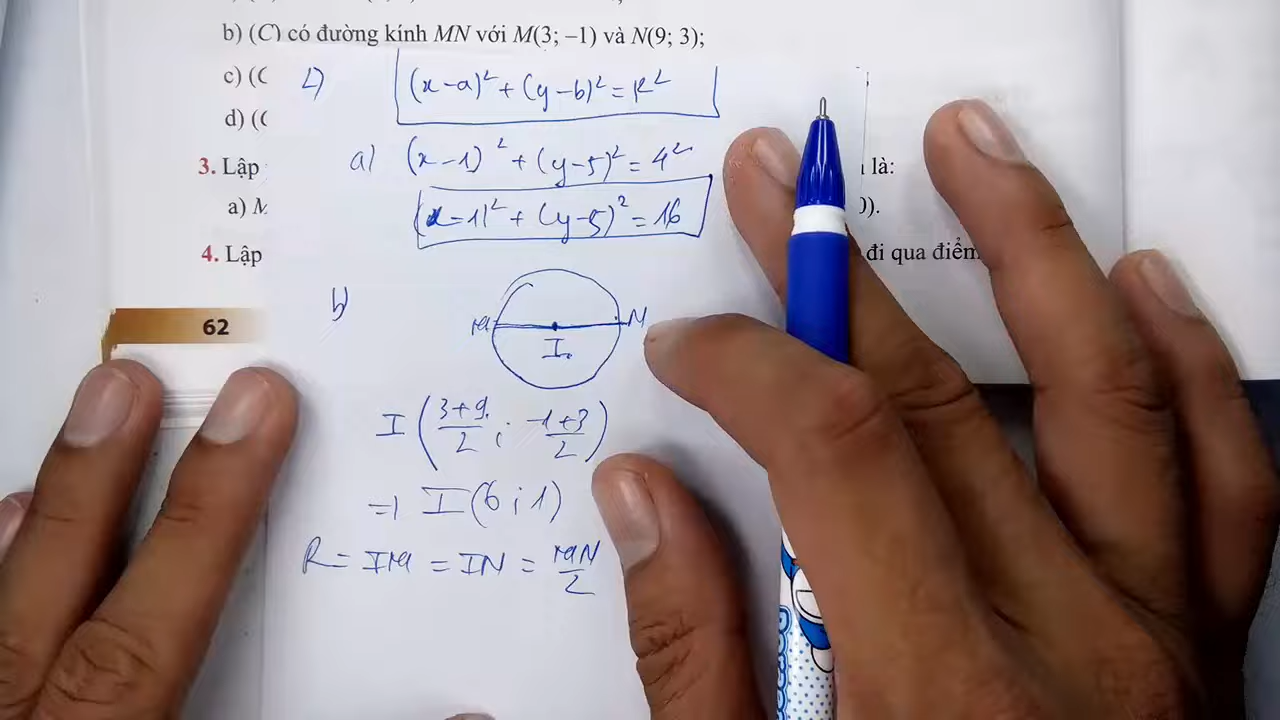 b) (C) có đường kính MN với M(3; –1) và N(9; 3);
c) (C
2) (x-a)² + (y-b)² = R²
d) (C
a) (x-1)² + (y-5)² = 4²
3. Lập là:
(x-1)² + (y-5)² = 16
a) M 0).
4. Lập đi qua điểm
b)
M N
62
I
I(3+9/2; -1+3/2)
=> I(6; 1)
R = IM = IN = MN/2